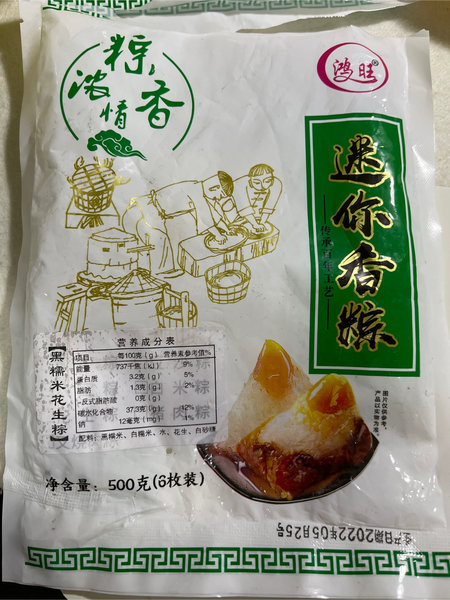 粽香
浓情
鸿旺®
迷你香粽
传承百年工艺
图片仅供参考，
产品以实物为准。
【黑糯米花生粽】
营养成分表
项目 每100克(g) 营养素参考值%
能量 737千焦(kJ) 9%
蛋白质 3.2克(g) 5%
脂肪 1.3克(g) 2%
-反式脂肪酸 0克(g)
碳水化合物 37.3克(g) 12%
钠 12毫克(mg) 1%
配料：黑糯米、白糯米、水、花生、白砂糖
粽
米粽
肉粽
净含量：500克(6枚装)
生产日期2022年05月25号